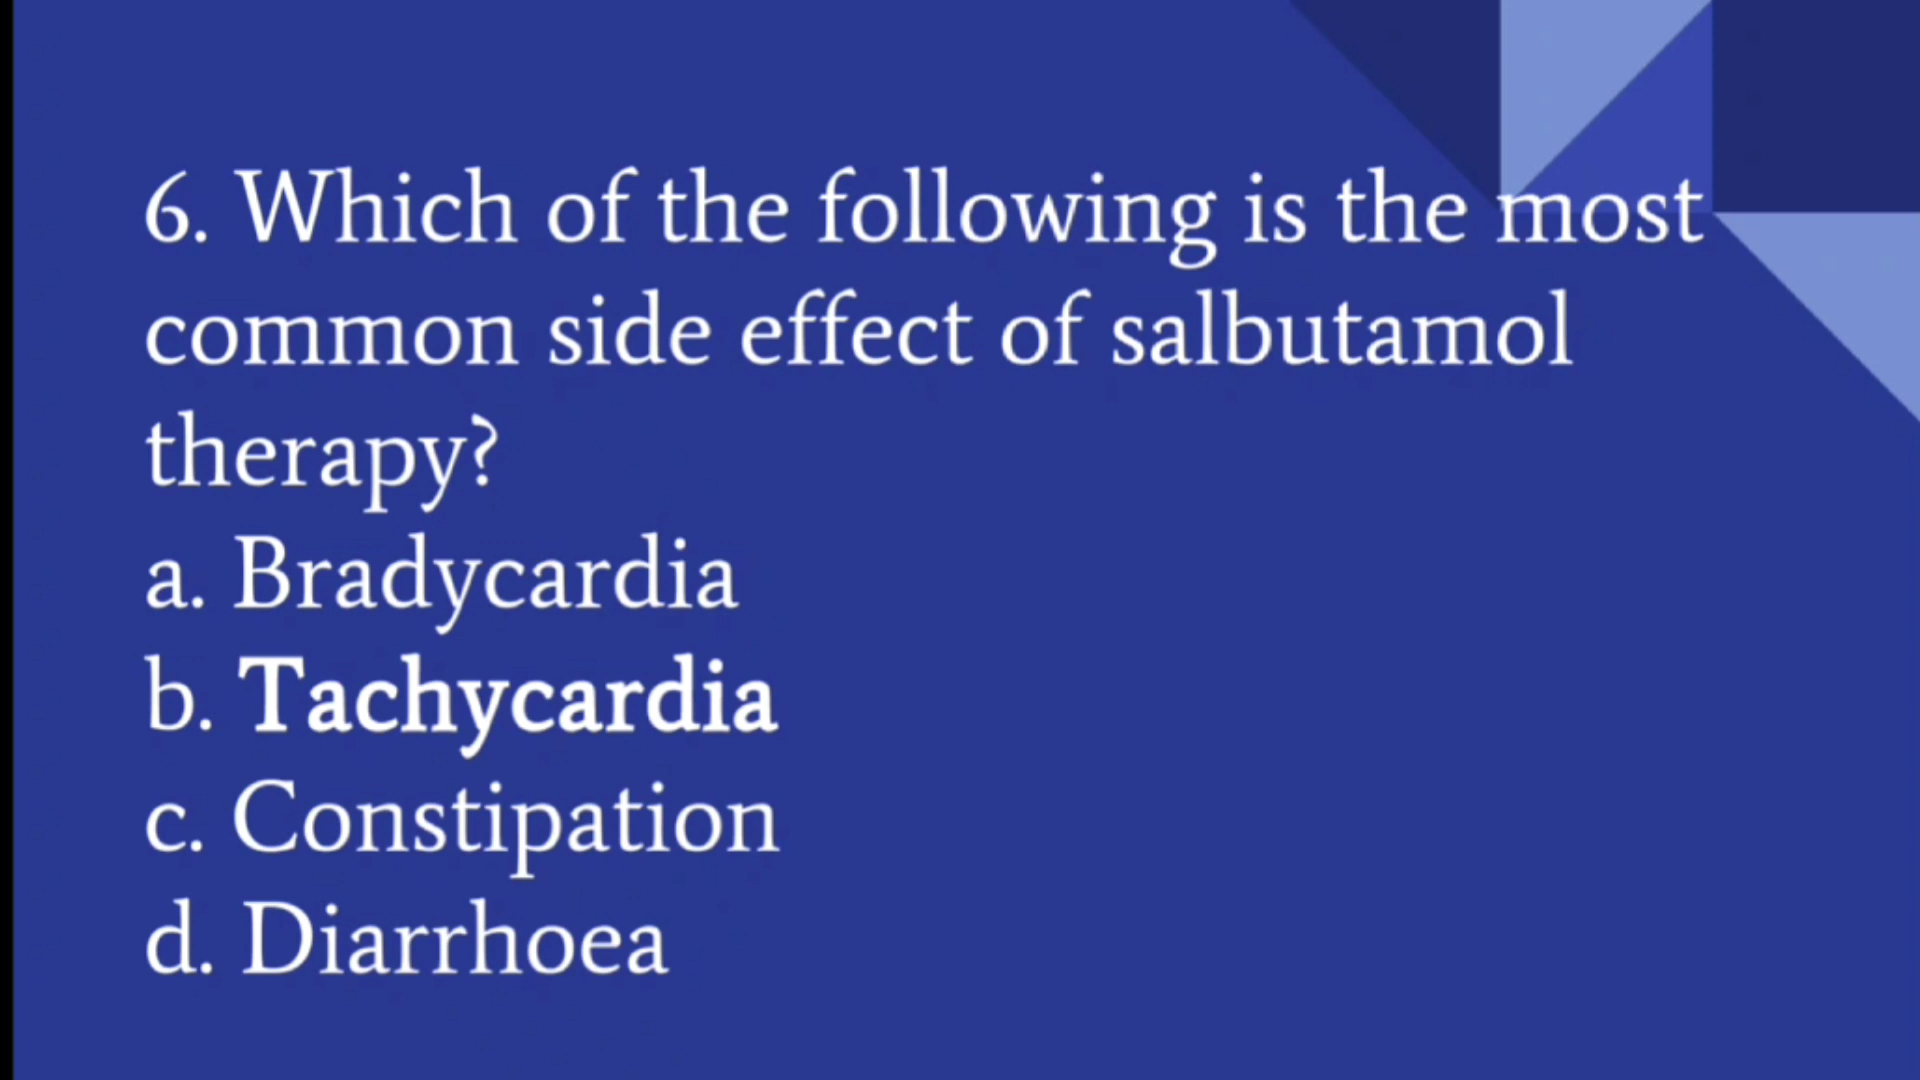 6. Which of the following is the most
common side effect of salbutamol
therapy?
a. Bradycardia
b. Tachycardia
c. Constipation
d. Diarrhoea